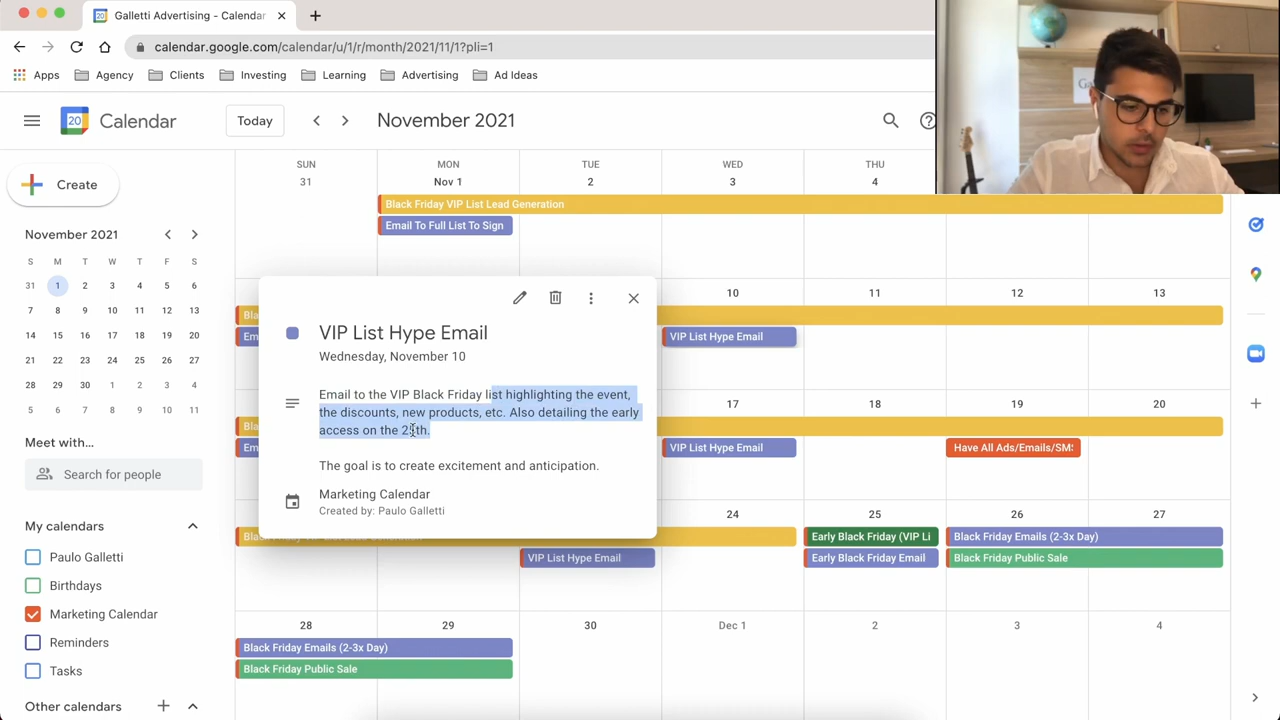 Galletti Advertising - Calendar
calendar.google.com/calendar/u/1/r/month/2021/11/1?pli=1
Apps Agency Clients Investing Learning Advertising Ad Ideas
20 Calendar Today November 2021
Create
SUN MON TUE WED THU
31 Nov 1 2 3 4
Black Friday VIP List Lead Generation
Email To Full List To Sign
November 2021
S M T W T F S
31 1 2 3 4 5 6
7 8 9 10 11 12 13
14 15 16 17 18 19 20
21 22 23 24 25 26 27
28 29 30 1 2 3 4
5 6 7 8 9 10 11
10 11 12 13
VIP List Hype Email
VIP List Hype Email
Wednesday, November 10
Email to the VIP Black Friday list highlighting the event,
the discounts, new products, etc. Also detailing the early
access on the 25th.
The goal is to create excitement and anticipation.
Marketing Calendar
Created by: Paulo Galletti
17 18 19 20
VIP List Hype Email Have All Ads/Emails/SMS
24 25 26 27
Early Black Friday (VIP Li Black Friday Emails (2-3x Day)
VIP List Hype Email Early Black Friday Email Black Friday Public Sale
28 29 30 Dec 1 2 3 4
Black Friday Emails (2-3x Day)
Black Friday Public Sale
Meet with...
Search for people
My calendars
Paulo Galletti
Birthdays
Marketing Calendar
Reminders
Tasks
Other calendars